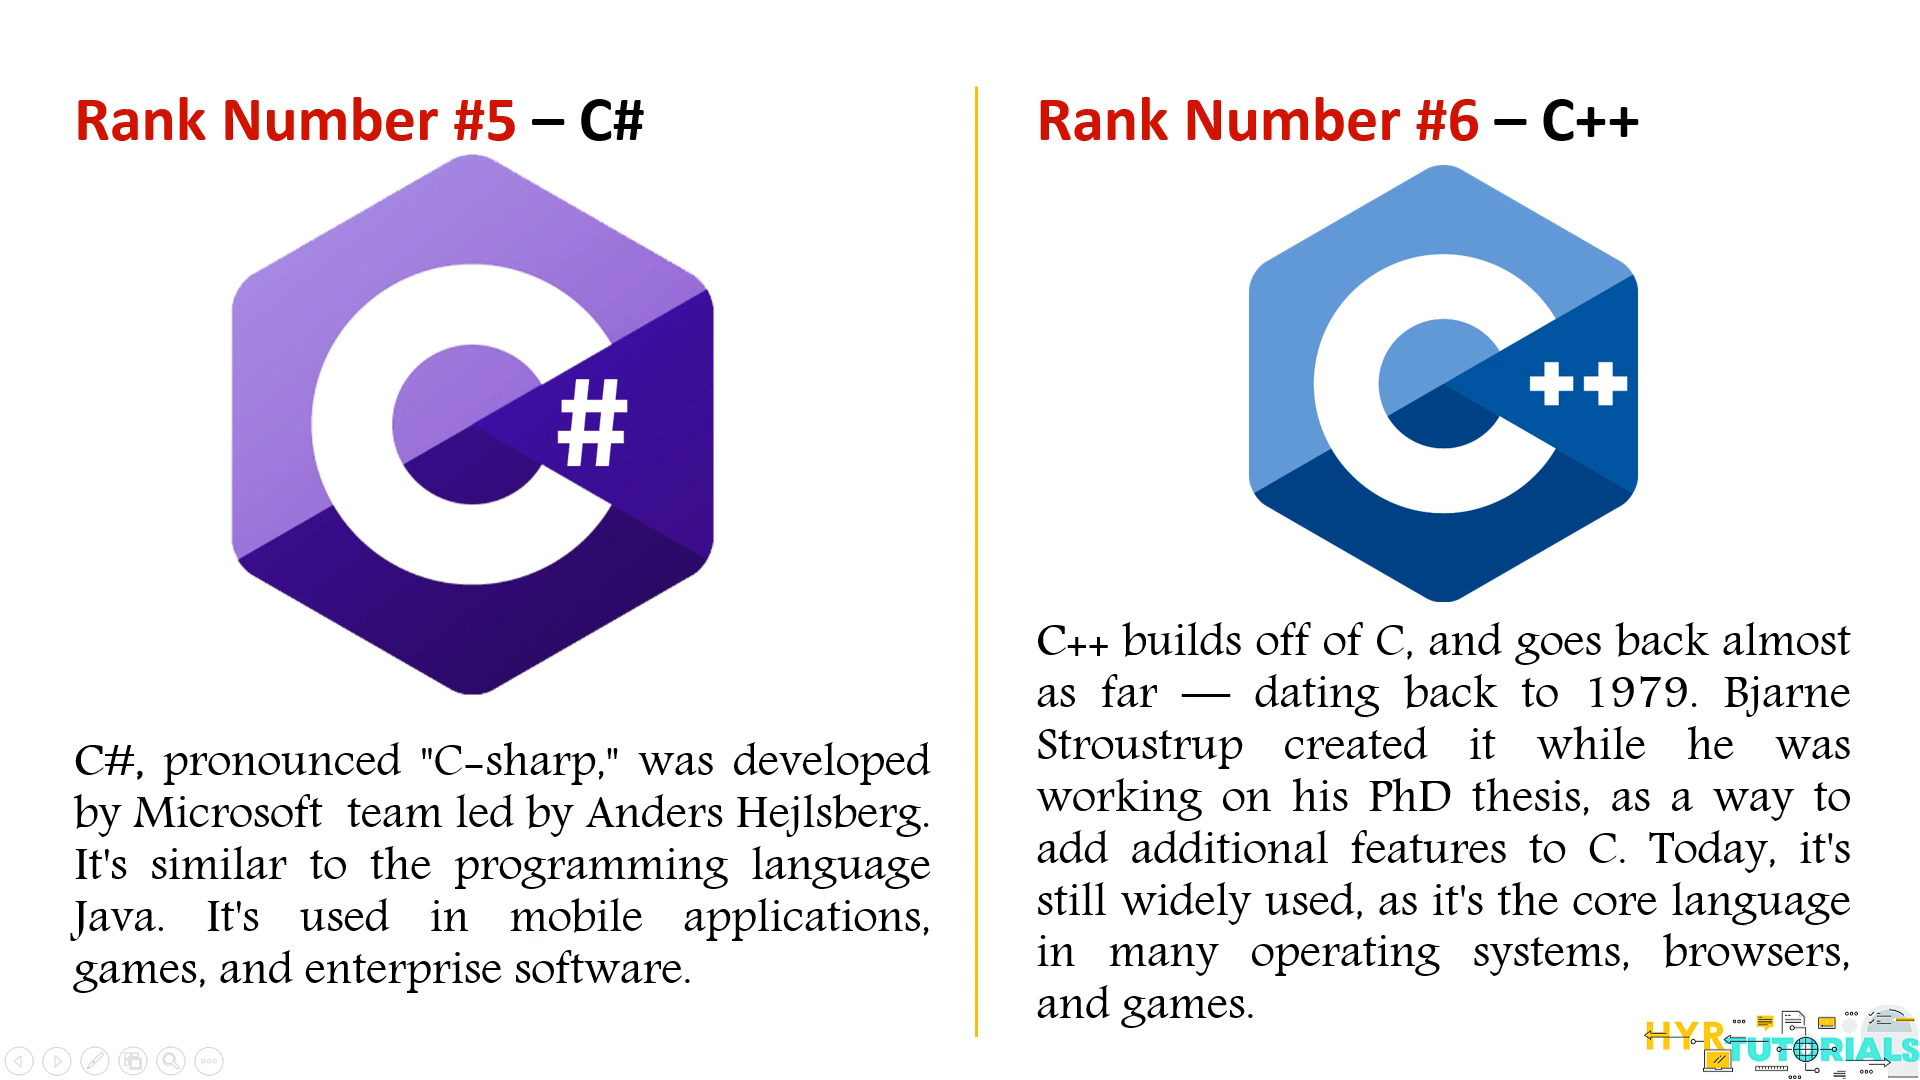 Rank Number #5 – C#
C #
C#, pronounced "C-sharp," was developed
by Microsoft  team led by Anders Hejlsberg.
It's similar to the programming language
Java. It's used in mobile applications,
games, and enterprise software.
Rank Number #6 – C++
C ++
C++ builds off of C, and goes back almost
as far — dating back to 1979. Bjarne
Stroustrup created it while he was
working on his PhD thesis, as a way to
add additional features to C. Today, it's
still widely used, as it's the core language
in many operating systems, browsers,
and games.
HYR
TUTORIALS